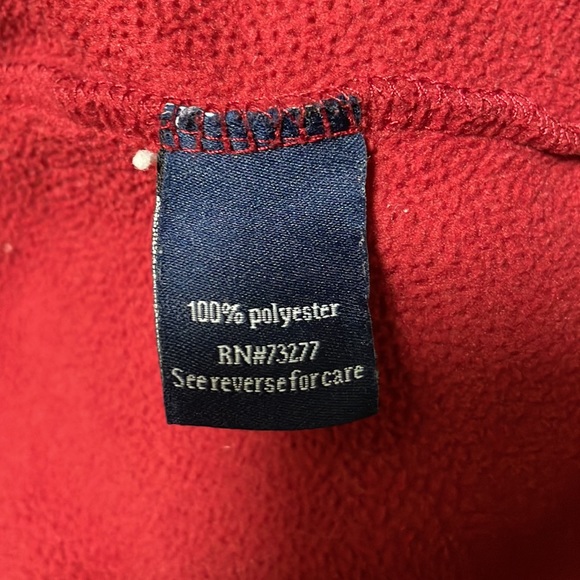 100% polyester
RN#73277
See reverse for care